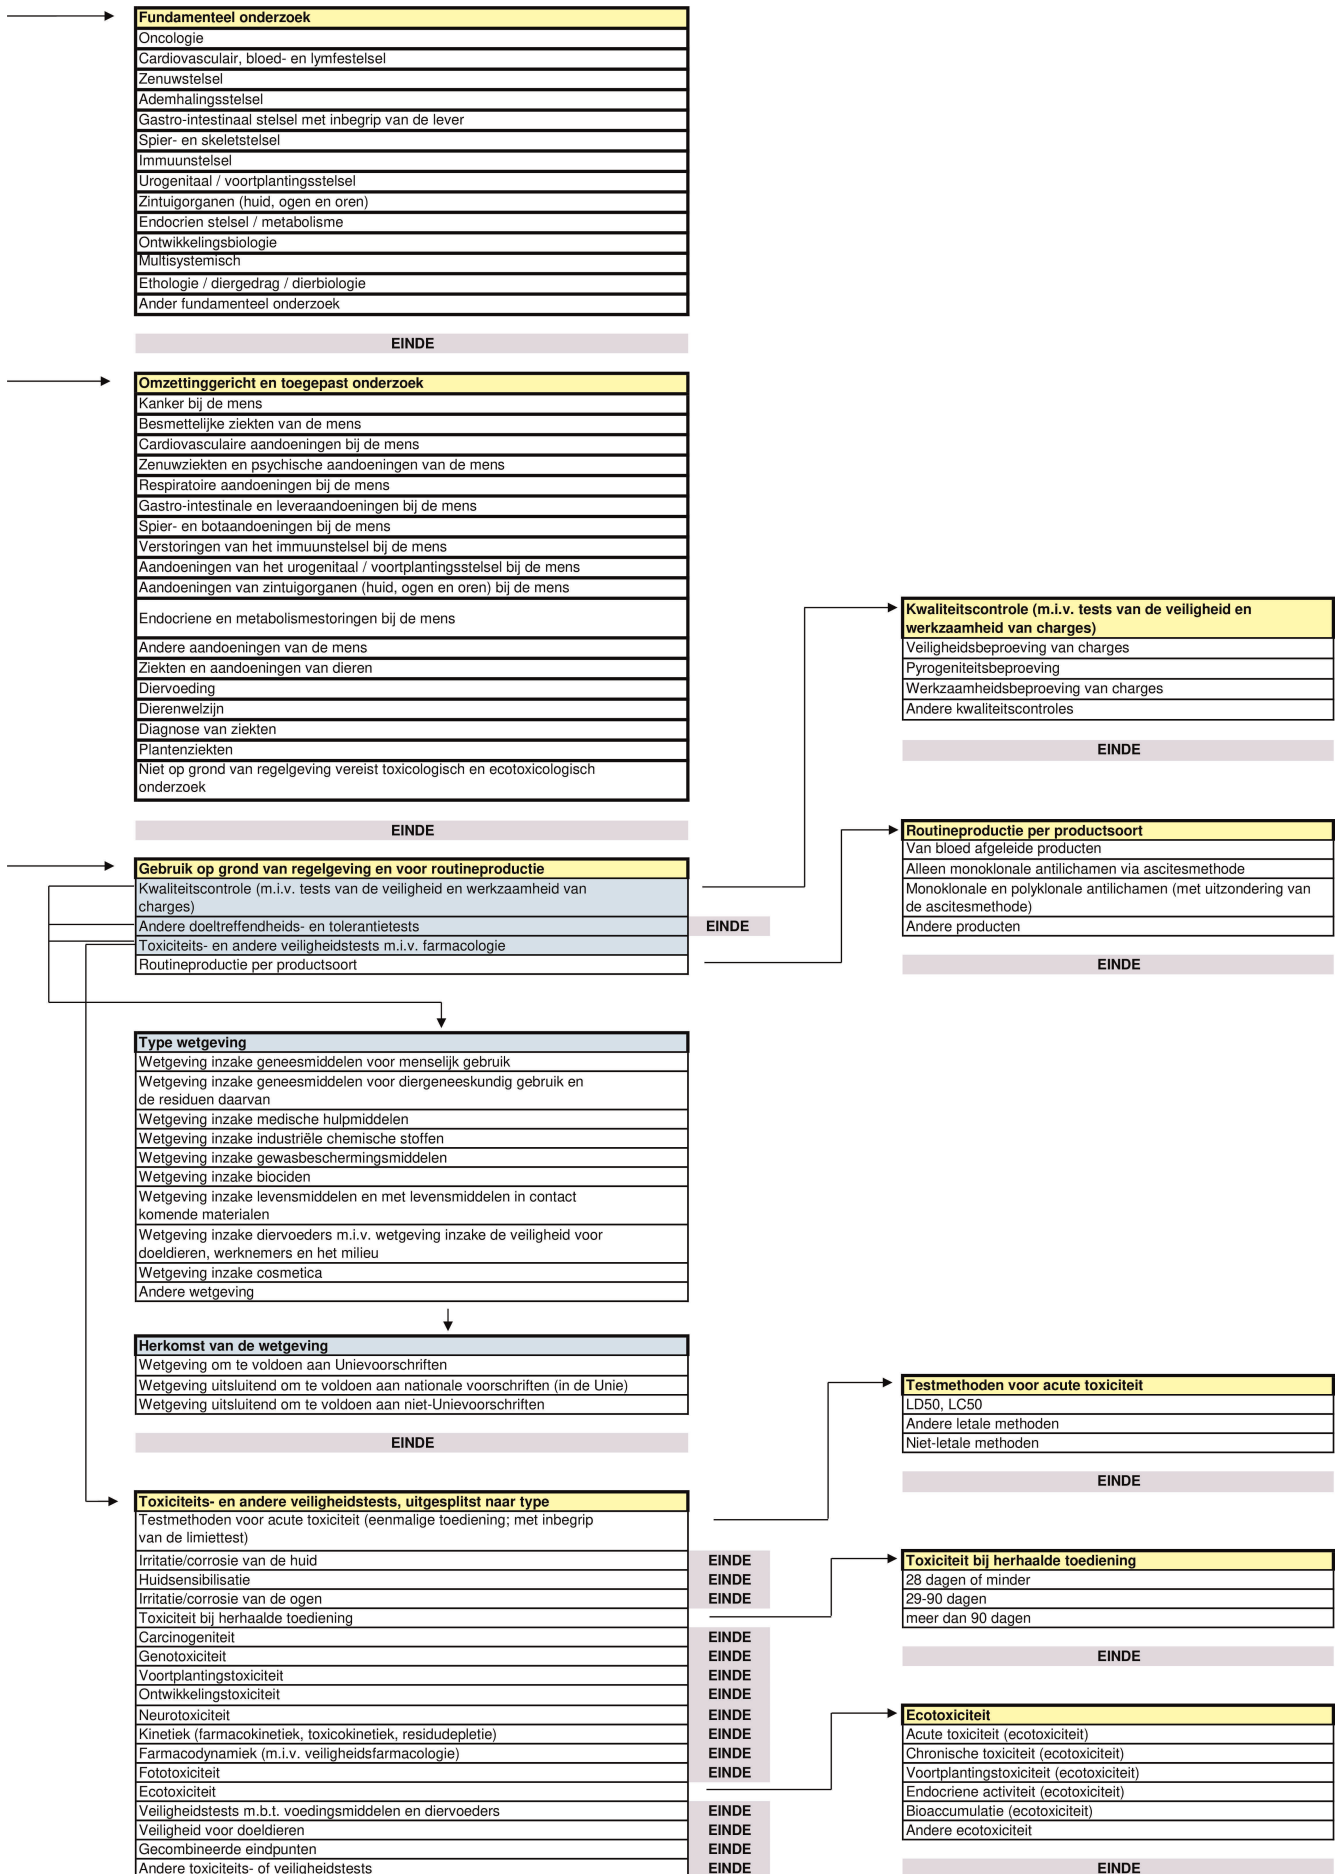 Fundamenteel onderzoek
Oncologie
Cardiovasculair, bloed- en lymfestelsel
Zenuwstelsel
Ademhalingsstelsel
Gastro-intestinaal stelsel met inbegrip van de lever
Spier- en skeletstelsel
Immuunstelsel
Urogenitaal / voortplantingsstelsel
Zintuigorganen (huid, ogen en oren)
Endocrien stelsel / metabolisme
Ontwikkelingsbiologie
Multisystemisch
Ethologie / diergedrag / dierbiologie
Ander fundamenteel onderzoek
EINDE
Omzettinggericht en toegepast onderzoek
Kanker bij de mens
Besmettelijke ziekten van de mens
Cardiovasculaire aandoeningen bij de mens
Zenuwziekten en psychische aandoeningen van de mens
Respiratoire aandoeningen bij de mens
Gastro-intestinale en leveraandoeningen bij de mens
Spier- en botaandoeningen bij de mens
Verstoringen van het immuunstelsel bij de mens
Aandoeningen van het urogenitaal / voortplantingsstelsel bij de mens
Aandoeningen van zintuigorganen (huid, ogen en oren) bij de mens
Endocriene en metabolismestoringen bij de mens
Andere aandoeningen van de mens
Ziekten en aandoeningen van dieren
Diervoeding
Dierenwelzijn
Diagnose van ziekten
Plantenziekten
Niet op grond van regelgeving vereist toxicologisch en ecotoxicologisch
onderzoek
EINDE
Kwaliteitscontrole (m.i.v. tests van de veiligheid en
werkzaamheid van charges)
Veiligheidsbeproeving van charges
Pyrogeniteitsbeproeving
Werkzaamheidsbeproeving van charges
Andere kwaliteitscontroles
EINDE
Gebruik op grond van regelgeving en voor routineproductie
Kwaliteitscontrole (m.i.v. tests van de veiligheid en werkzaamheid van
charges)
Andere doeltreffendheids- en tolerantietests
EINDE
Toxiciteits- en andere veiligheidstests m.i.v. farmacologie
Routineproductie per productsoort
Routineproductie per productsoort
Van bloed afgeleide producten
Alleen monoklonale antilichamen via ascitesmethode
Monoklonale en polyklonale antilichamen (met uitzondering van
de ascitesmethode)
Andere producten
EINDE
Type wetgeving
Wetgeving inzake geneesmiddelen voor menselijk gebruik
Wetgeving inzake geneesmiddelen voor diergeneeskundig gebruik en
de residuen daarvan
Wetgeving inzake medische hulpmiddelen
Wetgeving inzake industriële chemische stoffen
Wetgeving inzake gewasbeschermingsmiddelen
Wetgeving inzake biociden
Wetgeving inzake levensmiddelen en met levensmiddelen in contact
komende materialen
Wetgeving inzake diervoeders m.i.v. wetgeving inzake de veiligheid voor
doeldieren, werknemers en het milieu
Wetgeving inzake cosmetica
Andere wetgeving
Herkomst van de wetgeving
Wetgeving om te voldoen aan Unievoorschriften
Wetgeving uitsluitend om te voldoen aan nationale voorschriften (in de Unie)
Wetgeving uitsluitend om te voldoen aan niet-Unievoorschriften
EINDE
Testmethoden voor acute toxiciteit
LD50, LC50
Andere letale methoden
Niet-letale methoden
EINDE
Toxiciteits- en andere veiligheidstests, uitgesplitst naar type
Testmethoden voor acute toxiciteit (eenmalige toediening; met inbegrip
van de limiettest)
Irritatie/corrosie van de huid
EINDE
Huidsensibilisatie
EINDE
Irritatie/corrosie van de ogen
EINDE
Toxiciteit bij herhaalde toediening
Carcinogeniteit
EINDE
Genotoxiciteit
EINDE
Voortplantingstoxiciteit
EINDE
Ontwikkelingstoxiciteit
EINDE
Neurotoxiciteit
EINDE
Kinetiek (farmacokinetiek, toxicokinetiek, residudepletie)
EINDE
Farmacodynamiek (m.i.v. veiligheidsfarmacologie)
EINDE
Fototoxiciteit
EINDE
Ecotoxiciteit
Veiligheidstests m.b.t. voedingsmiddelen en diervoeders
EINDE
Veiligheid voor doeldieren
EINDE
Gecombineerde eindpunten
EINDE
Andere toxiciteits- of veiligheidstests
EINDE
Toxiciteit bij herhaalde toediening
28 dagen of minder
29-90 dagen
meer dan 90 dagen
EINDE
Ecotoxiciteit
Acute toxiciteit (ecotoxiciteit)
Chronische toxiciteit (ecotoxiciteit)
Voortplantingstoxiciteit (ecotoxiciteit)
Endocriene activiteit (ecotoxiciteit)
Bioaccumulatie (ecotoxiciteit)
Andere ecotoxiciteit
EINDE